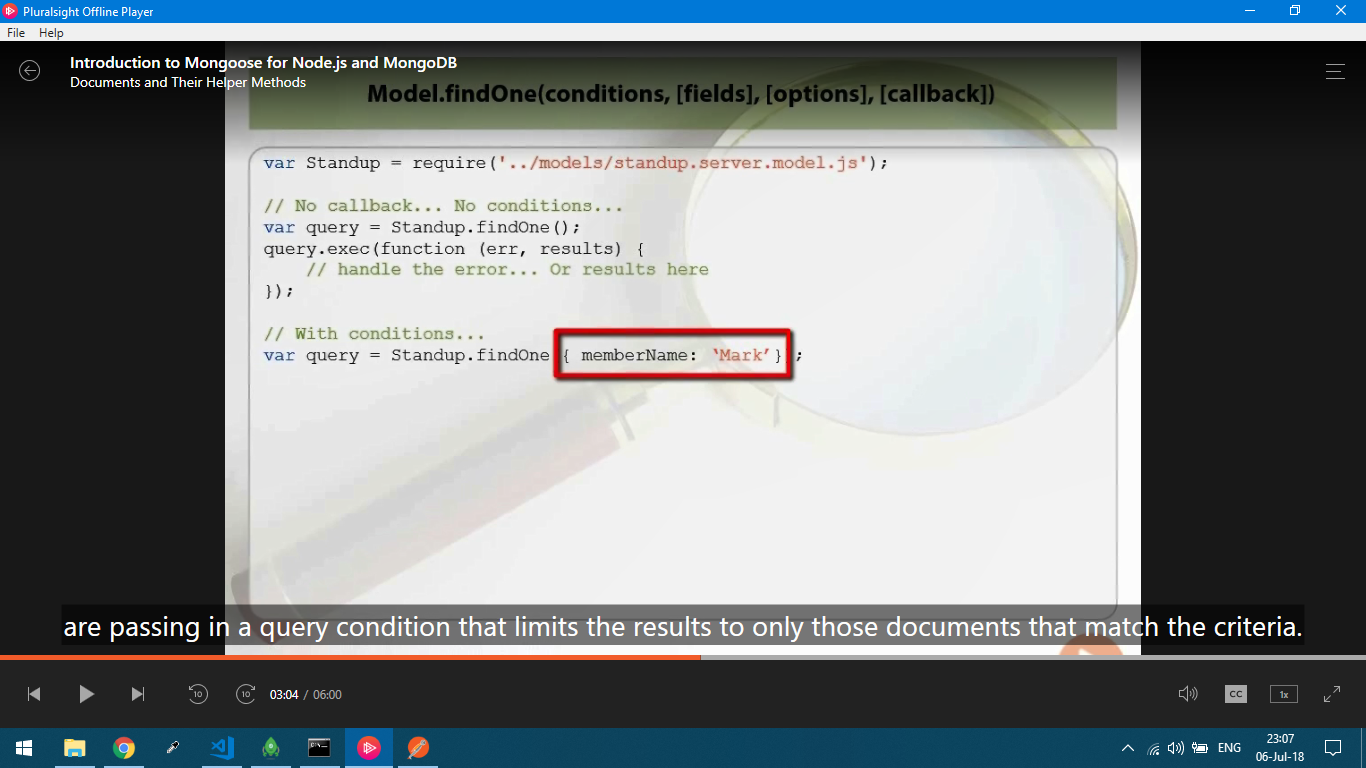 Pluralsight Offline Player
File Help
Introduction to Mongoose for Node.js and MongoDB
Documents and Their Helper Methods
Model.findOne(conditions, [fields], [options], [callback])
var Standup = require('../models/standup.server.model.js');
// No callback... No conditions...
var query = Standup.findOne();
query.exec(function (err, results) {
// handle the error... Or results here
});
// With conditions...
var query = Standup.findOne { memberName: ‘Mark’} ;
are passing in a query condition that limits the results to only those documents that match the criteria.
10 10 03:04 / 06:00 CC 1x
ENG
23:07
06-Jul-18